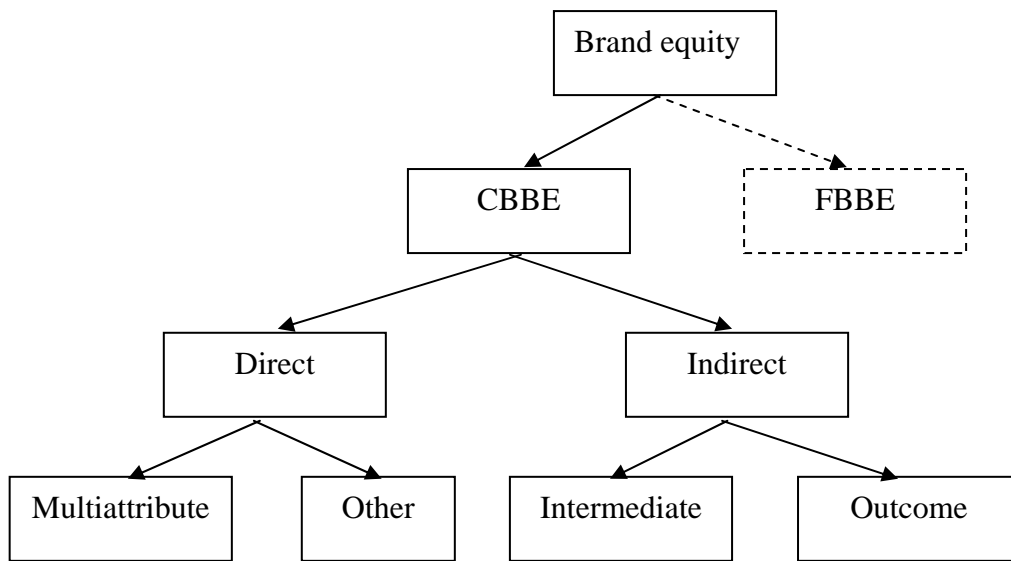 Brand equity
CBBE
FBBE
Direct
Indirect
Multiattribute
Other
Intermediate
Outcome